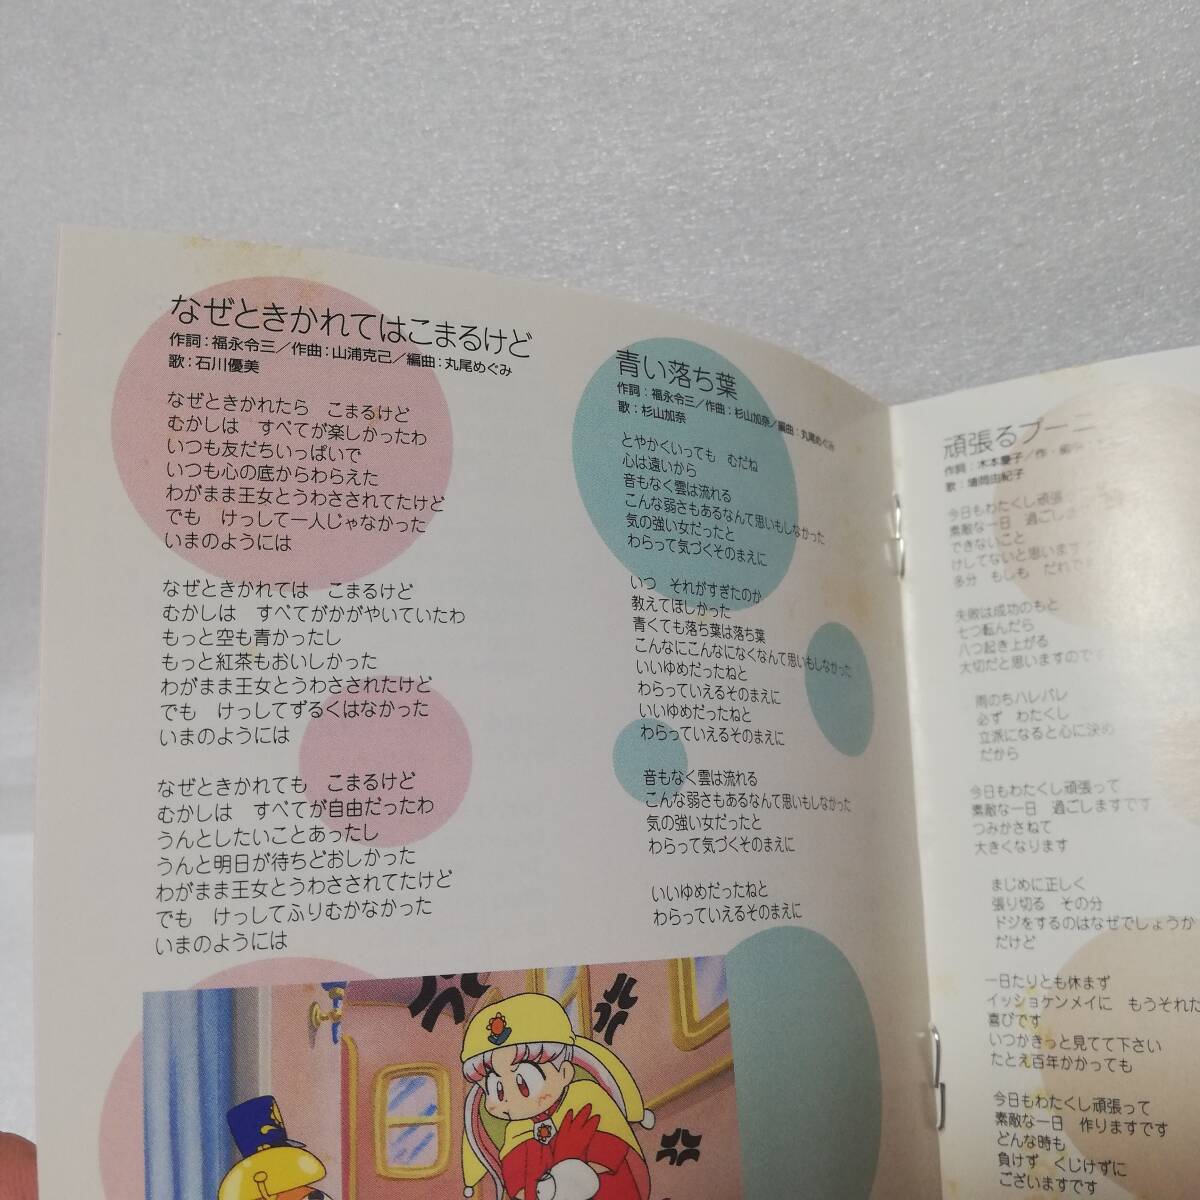 なぜときかれてはこまるけど
作詞：福永令三／作曲：山浦克己／編曲：丸尾めぐみ
歌：石川優美
なぜときかれたら　こまるけど
むかしは　すべてが楽しかったわ
いつも友だちいっぱいで
いつも心の底からわらえた
わがまま王女とうわさされてたけど
でも　けっして一人じゃなかった
いまのようには
なぜときかれては　こまるけど
むかしは　すべてがかがやいていたわ
もっと空も青かったし
もっと紅茶もおいしかった
わがまま王女とうわさされたけど
でも　けっしてずるくはなかった
いまのようには
なぜときかれても　こまるけど
むかしは　すべてが自由だったわ
うんとしたいことあったし
うんと明日が待ちどおしかった
わがまま王女とうわさされてたけど
でも　けっしてふりむかなかった
いまのようには
青い落ち葉
作詞：福永令三／作曲：杉山加奈／編曲：丸尾めぐみ
歌：杉山加奈
とやかくいっても　むだね
心は遠いから
音もなく雲は流れる
こんな弱さもあるなんて思いもしなかった
気の強い女だったと
わらって気づくそのまえに
いつ　それがすぎたのか
教えてほしかった
青くても落ち葉は落ち葉
こんなにこんなになくなんて思いもしなかった
いいゆめだったねと
わらっていえるそのまえに
いいゆめだったねと
わらっていえるそのまえに
音もなく雲は流れる
こんな弱さもあるなんて思いもしなかった
気の強い女だったと
わらって気づくそのまえに
いいゆめだったねと
わらっていえるそのまえに
頑張るブーニ
作詞：木本慶子／作・編
歌：埴岡由紀子
今日もわたくし頑張
素敵な一日　過ごし
できないこと
けしてないと思います
多分　もしも　だれで
失敗は成功のもと
七つ転んだら
八つ起き上がる
大切だと思いますのです
雨のちハレバレ
必ず　わたくし
立派になると心に決め
だから
今日もわたくし頑張って
素敵な一日　過ごしますです
つみかさねて
大きくなります
まじめに正しく
張り切る　その分
ドジをするのはなぜでしょうか
だけど
一日たりとも休まず
イッショケンメイに　もうそれた
喜びです
いつかきっと見てて下さい
たとえ百年かかっても
今日もわたくし頑張って
素敵な一日　作りますです
どんな時も
負けず　くじけずに
ございますです